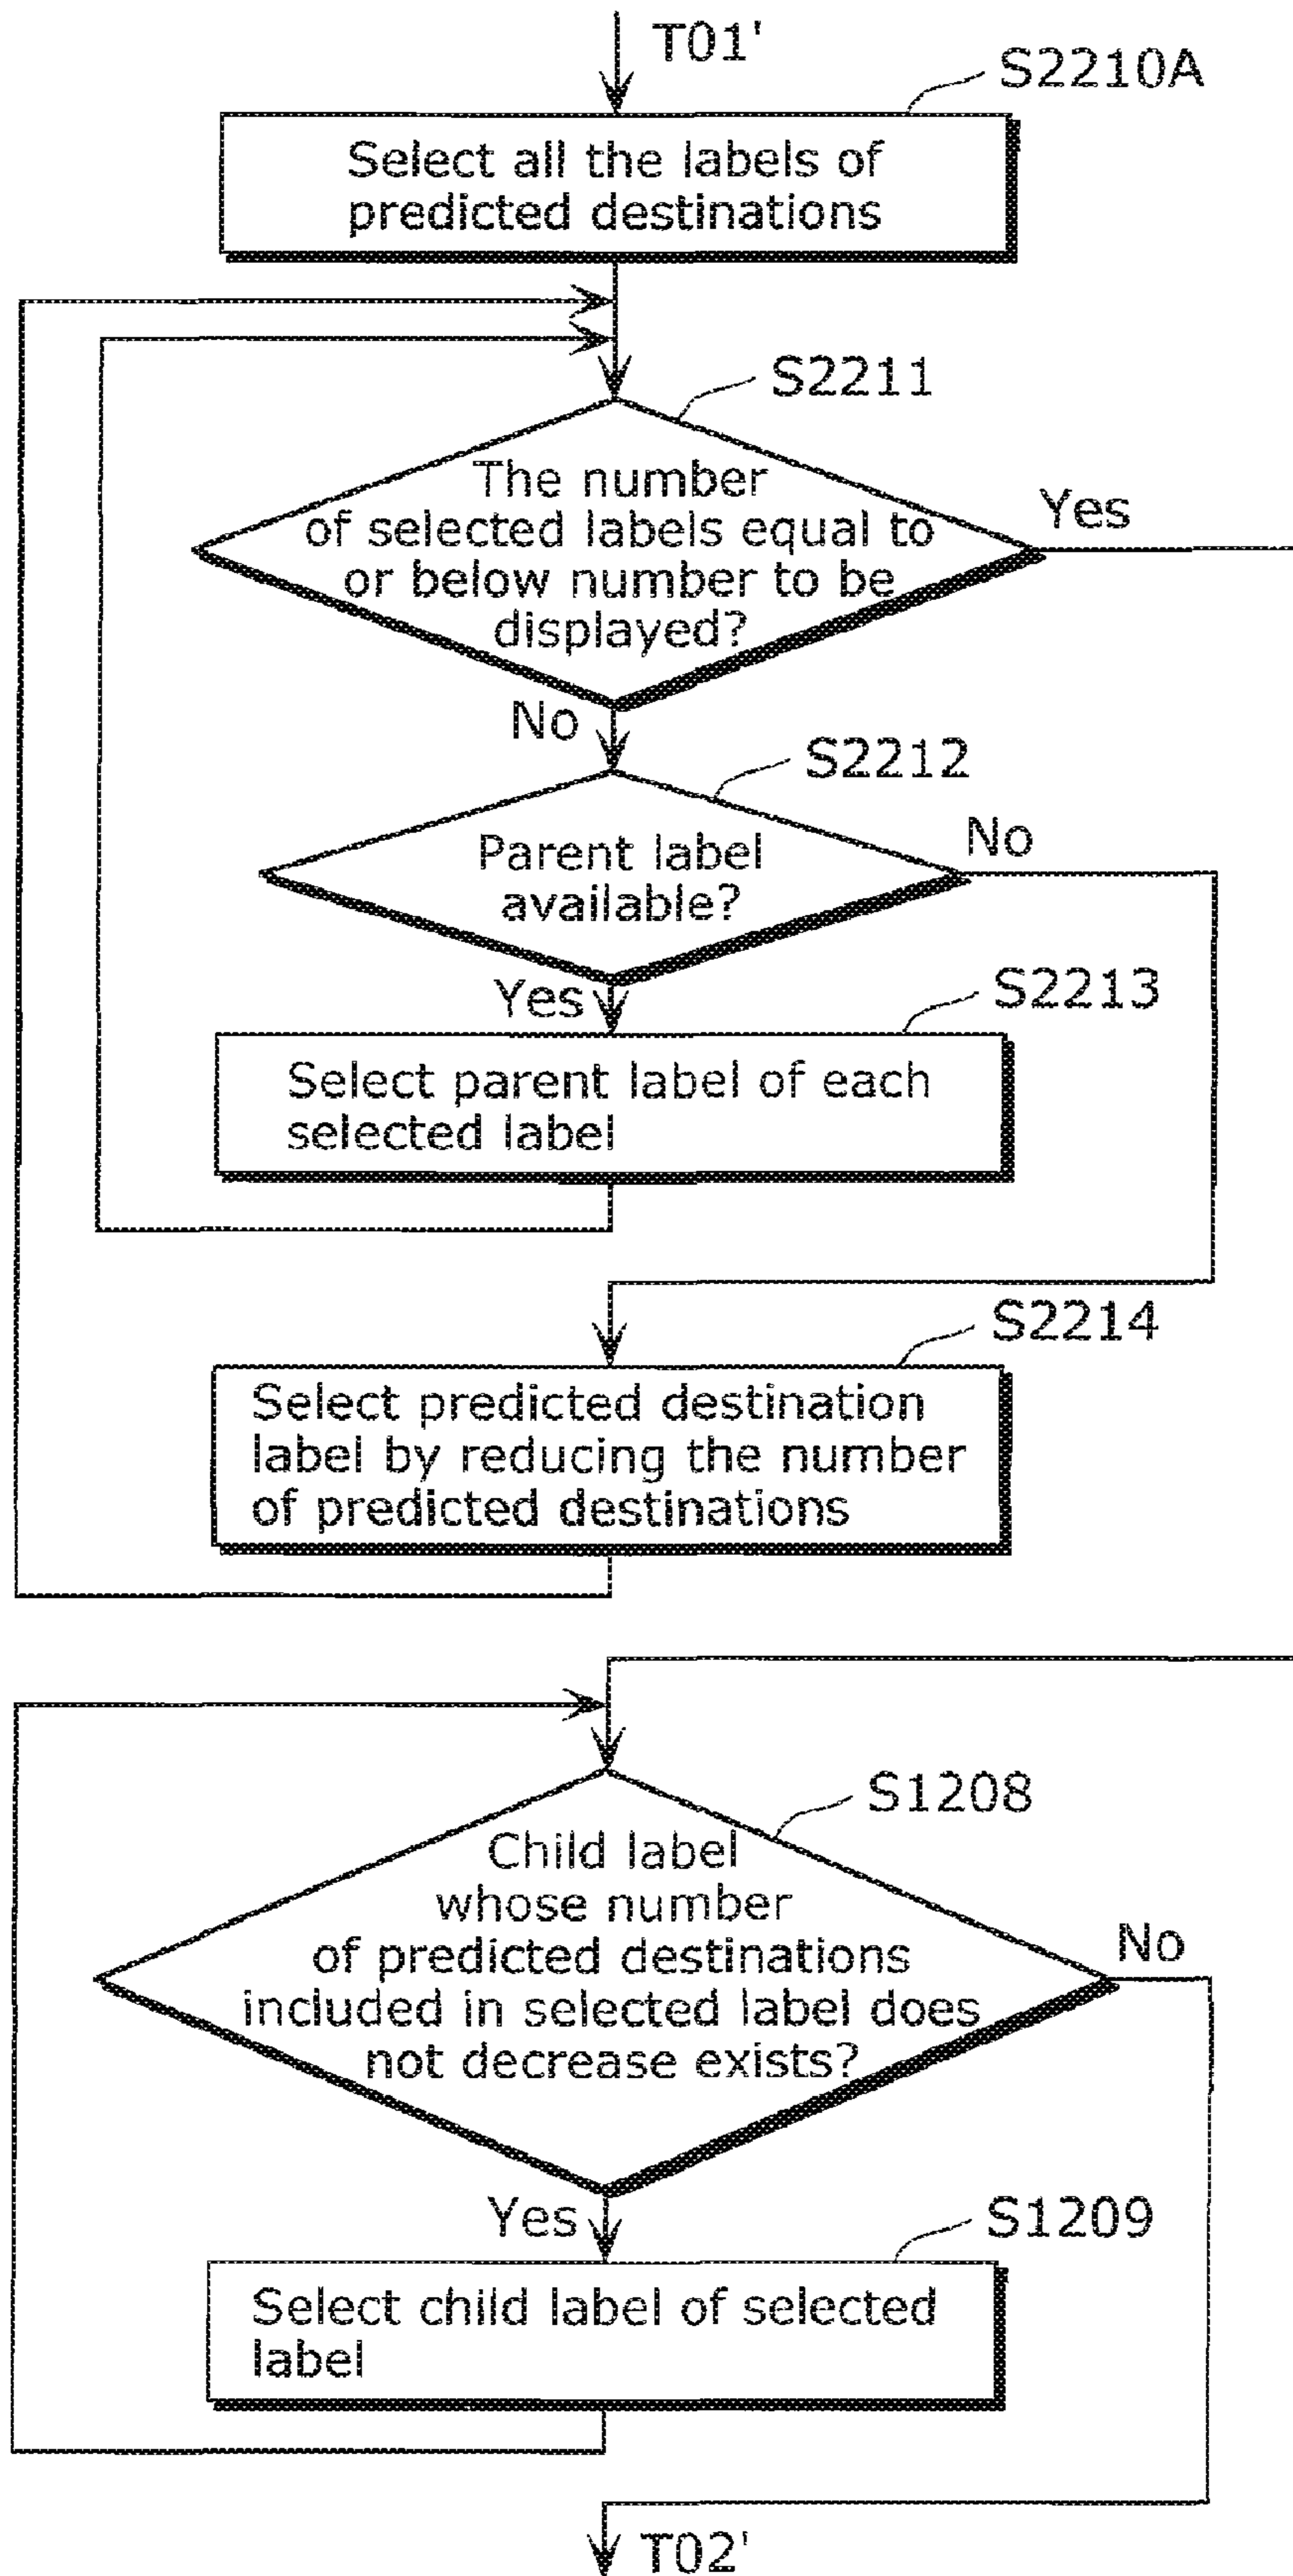 T01'
S2210A
Select all the labels of
predicted destinations
S2211
The number
of selected labels equal to
or below number to be
displayed?
Yes
No
S2212
Parent label
available?
No
Yes
S2213
Select parent label of each
selected label
S2214
Select predicted destination
label by reducing the number
of predicted destinations
S1208
Child label
whose number
of predicted destinations
included in selected label does
not decrease exists?
No
Yes
S1209
Select child label of selected
label
T02'